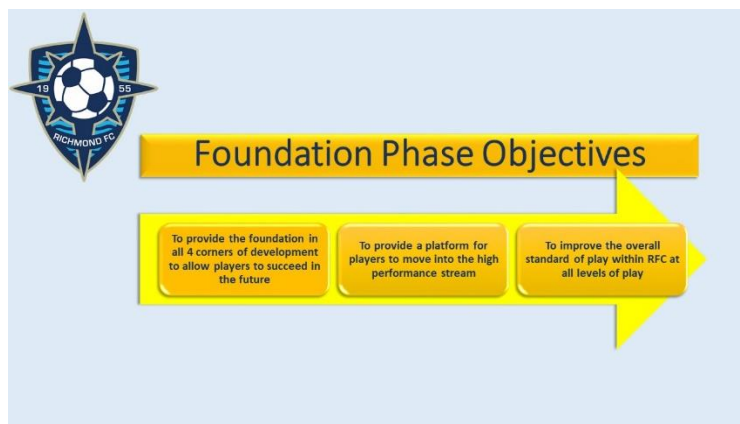 19 55
RICHMOND FC
Foundation Phase Objectives
To provide the foundation in
all 4 corners of development
to allow players to succeed in
the future
To provide a platform for
players to move into the high
performance stream
To improve the overall
standard of play within RFC at
all levels of play